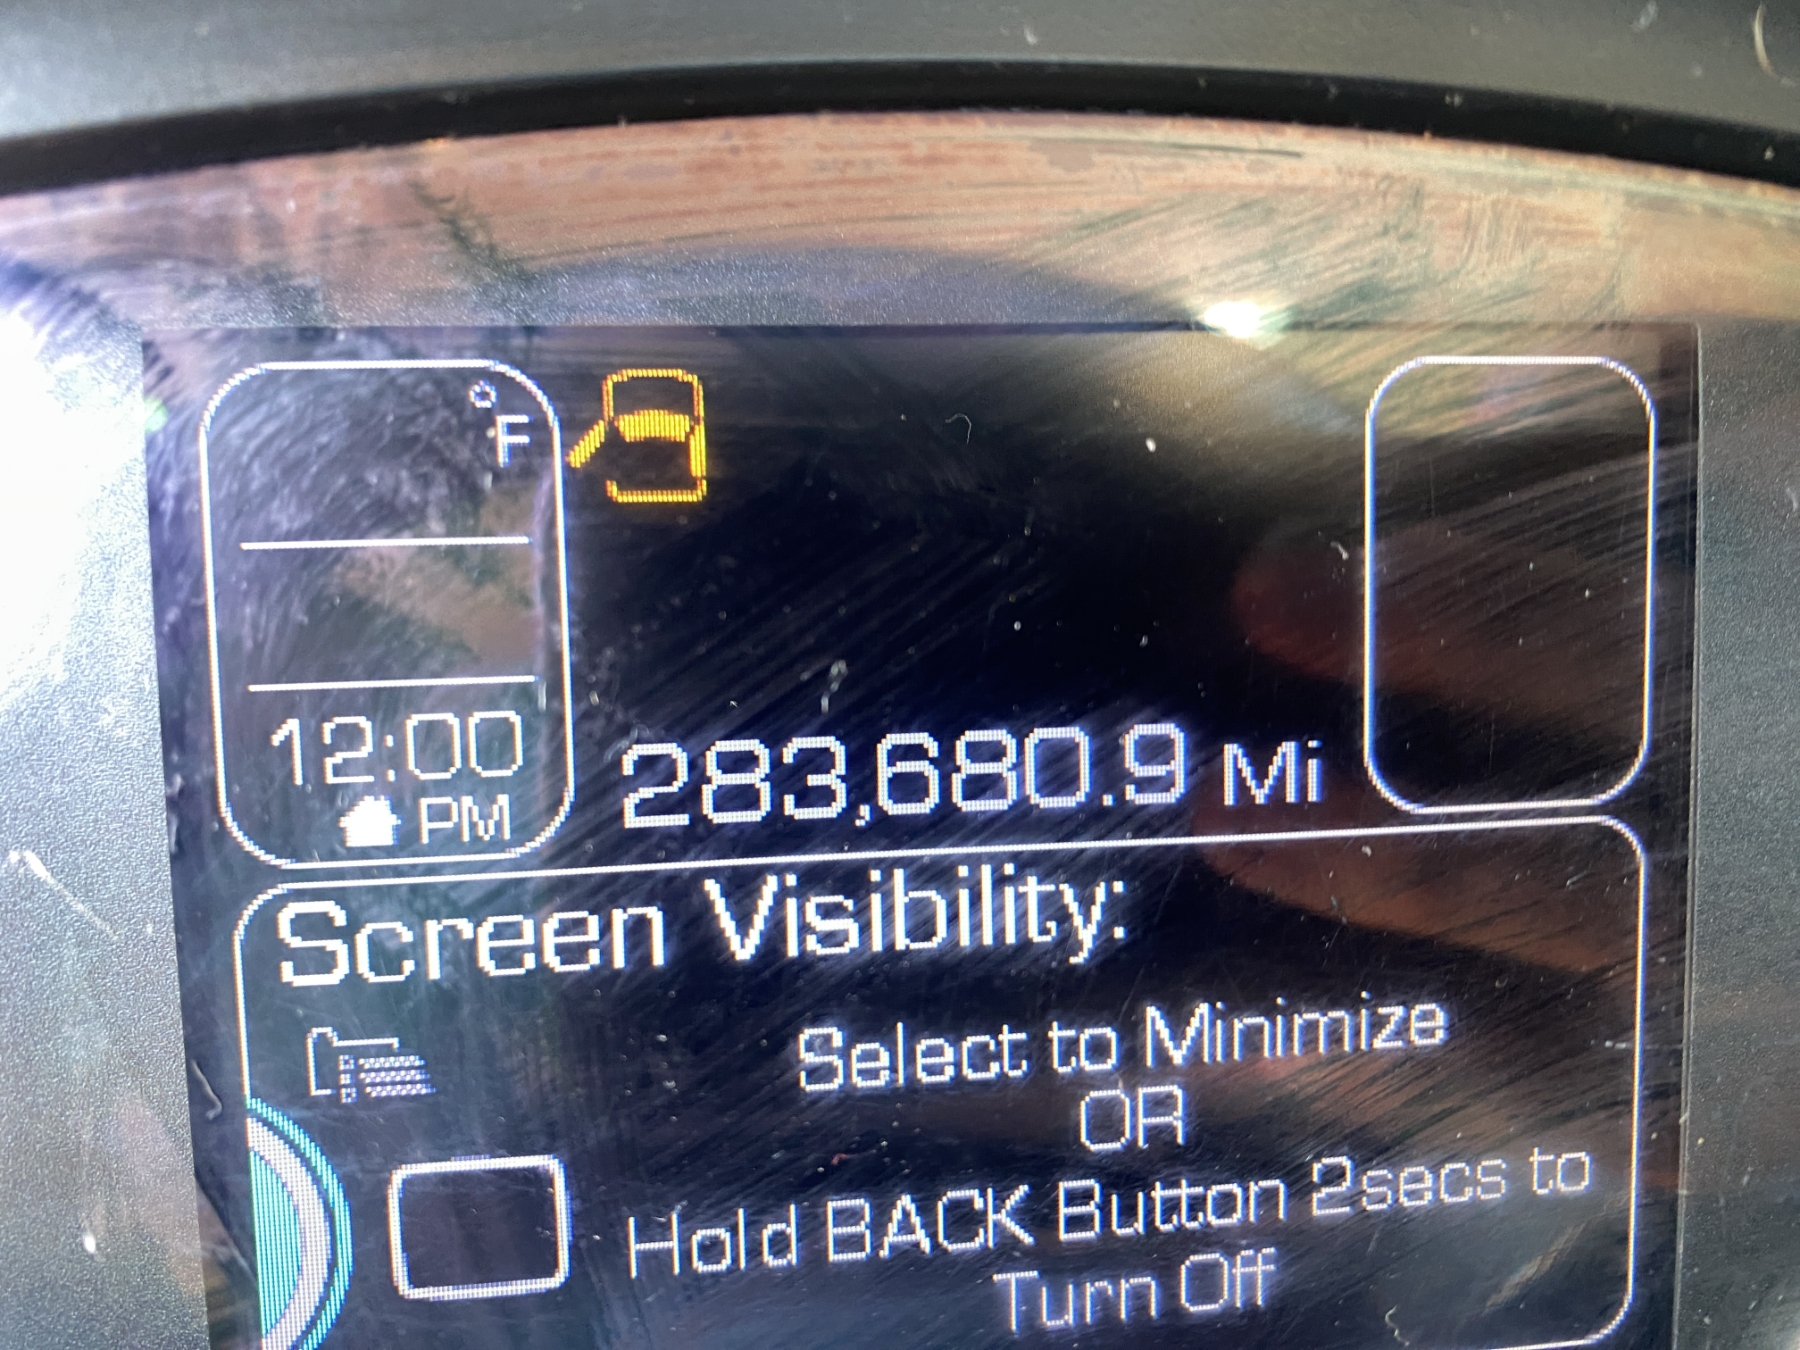 °F
12:00
PM
283,680.9 Mi
Screen Visibility:
Select to Minimize
OR
Hold BACK Button 2secs to
Turn Off